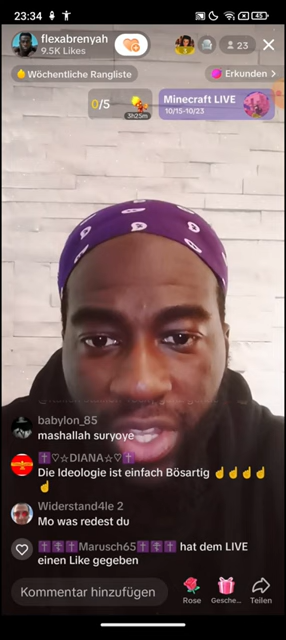 23:34
45
flexabrenyah
9.5K Likes
23
Wöchentliche Rangliste
Erkunden >
0/5
3h25m
Minecraft LIVE
10/15-10/23
babylon_85
mashallah suryoye
✝️♡☆DIANA☆♡✝️
Die Ideologie ist einfach Bösartig ☝☝☝☝
☝
Widerstand4le 2
Mo was redest du
✝️✝️✝️Marusch65✝️✝️✝️ hat dem LIVE
einen Like gegeben
Kommentar hinzufügen
Rose
Gesche...
Teilen